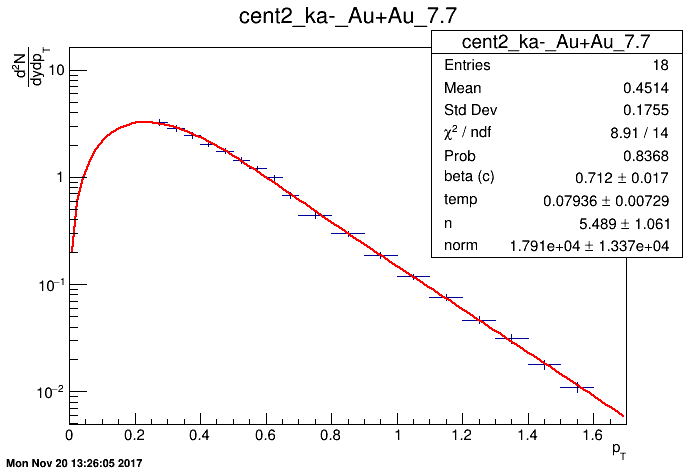 cent2_ka-_Au+Au_7.7
cent2_ka-_Au+Au_7.7
Entries 18
Mean 0.4514
Std Dev 0.1755
χ² / ndf 8.91 / 14
Prob 0.8368
beta (c) 0.712 ± 0.017
temp 0.07936 ± 0.00729
n 5.489 ± 1.061
norm 1.791e+04 ± 1.337e+04
d²N
dydp_T
10
1
10⁻¹
10⁻²
0 0.2 0.4 0.6 0.8 1 1.2 1.4 1.6
p_T
Mon Nov 20 13:26:05 2017